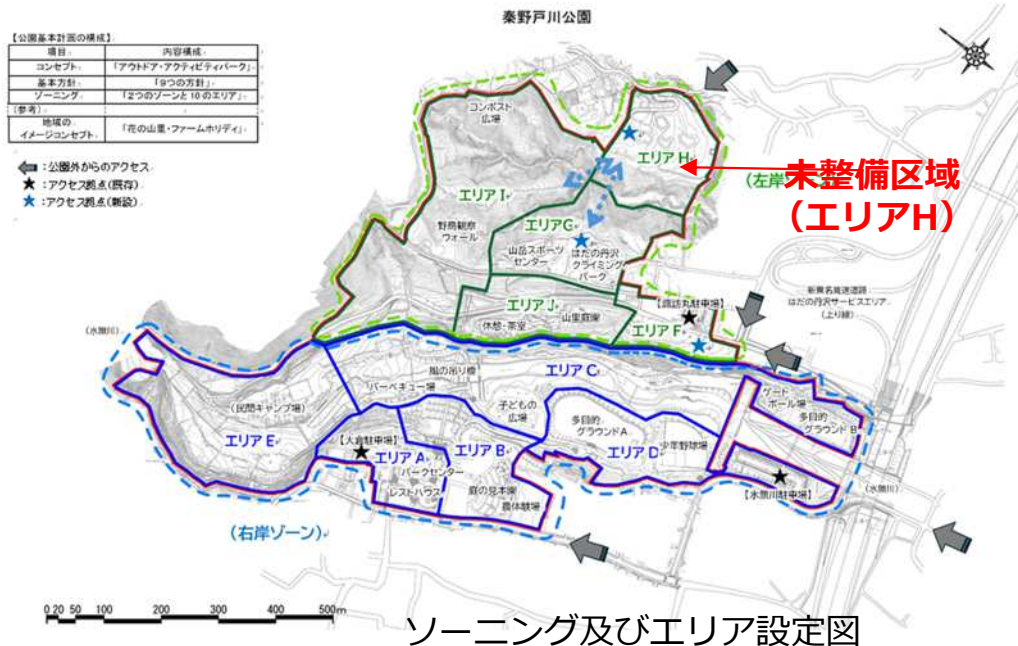 秦野戸川公園
【公園基本計画の構成】
項目 内容構成
コンセプト 「アウトドア・アクティビティパーク」
基本方針 「9つの方針」
ゾーニング 「2つのゾーンと10のエリア」
(参考)
地域の
イメージコンセプト 「花の山里・ファームホリディ」
:公園外からのアクセス
:アクセス拠点(既存)
:アクセス拠点(新設)
コンポスト
広場
エリアH
未整備区域
(エリアH)
(左岸
エリアI
エリアG
野鳥観察
ウォール
山岳スポーツ
センター
はだの丹沢
クライミング
パーク
新東名高速道路
はだの丹沢サービスエリア
(上り線)
エリアJ
【諏訪丸駐車場】
休憩・茶室
山里庭園
エリアF
(水無川)
風の吊り橋
エリアC
バーベキュー場
ゲート
ボール場
(民間キャンプ場)
子どもの
広場
多目的
グラウンドA
多目的
グラウンドB
エリアE
【大倉駐車場】
エリアA
エリアB
少年野球場
エリアD
パークセンター
レストハウス
庭の見本園
農体験場
【水無川駐車場】
(水無川)
(右岸ゾーン)
0 20 50 100 200 300 400 500m
ソーニング及びエリア設定図